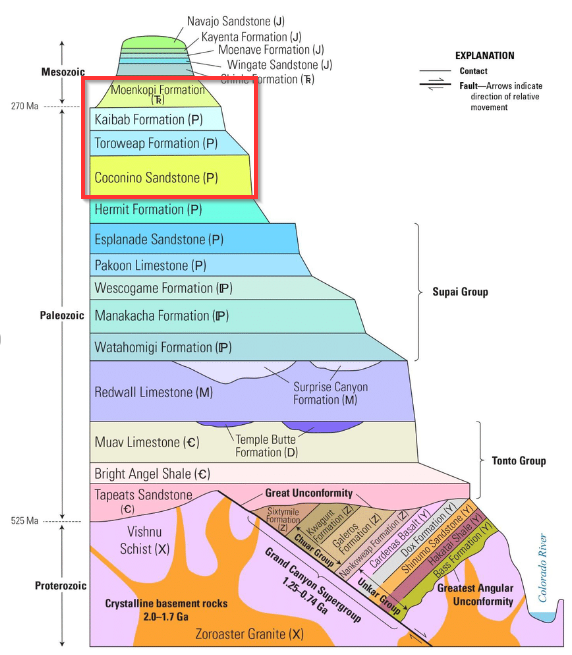 Navajo Sandstone (J)
Kayenta Formation (J)
Moenave Formation (J)
Wingate Sandstone (J)
Chinle Formation (Ꞧ)
Mesozoic
Moenkopi Formation
(Ꞧ)
270 Ma
Kaibab Formation (P)
Toroweap Formation (P)
Coconino Sandstone (P)
Hermit Formation (P)
Esplanade Sandstone (P)
Pakoon Limestone (P)
Wescogame Formation (ℙ)
Manakacha Formation (ℙ)
Watahomigi Formation (ℙ)
Supai Group
Paleozoic
Redwall Limestone (M)
Surprise Canyon
Formation (M)
Muav Limestone (Є)
Temple Butte
Formation (D)
Bright Angel Shale (Є)
Tonto Group
Tapeats Sandstone
(Є)
Great Unconformity
525 Ma
Vishnu
Schist (X)
Sixtymile
Formation
(Z)
Kwagunt
Formation (Z)
Galeros
Formation (Z)
Chuar Group
Nankoweap Formation (Z)
Cardenas Basalt (Y)
Dox Formation (Y)
Shinumo Sandstone (Y)
Hakatai Shale (Y)
Bass Formation (Y)
Unkar Group
Grand Canyon Supergroup
1.25–0.74 Ga
Greatest Angular
Unconformity
Colorado River
Proterozoic
Crystalline basement rocks
2.0–1.7 Ga
Zoroaster Granite (X)
EXPLANATION
Contact
Fault—Arrows indicate
direction of relative
movement